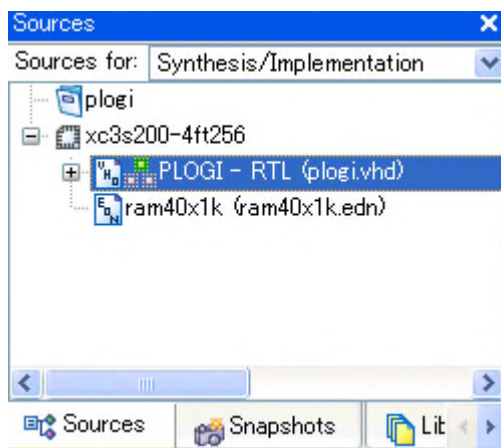 Sources
Sources for: Synthesis/Implementation
plogi
xc3s200-4ft256
PLOGI - RTL (plogi.vhd)
ram40x1k (ram40x1k.edn)
Sources Snapshots Lit